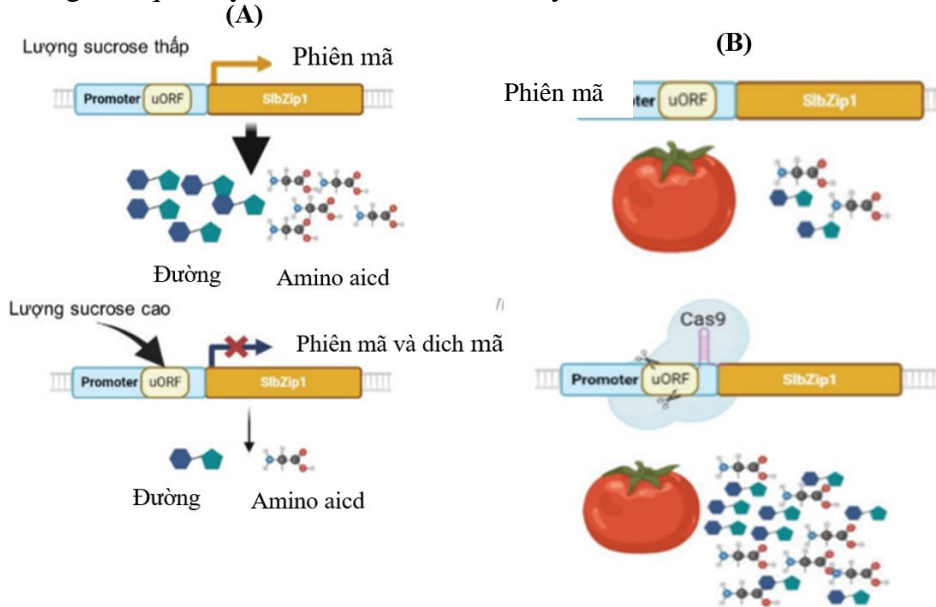 (A)
Lượng sucrose thấp
Phiên mã
Promoter uORF SlbZip1
Đường Amino aicd
Lượng sucrose cao
Phiên mã và dich mã
Promoter uORF SlbZip1
Đường Amino aicd
(B)
Phiên mã
ter uORF SlbZip1
Cas9
Promoter uORF SlbZip1